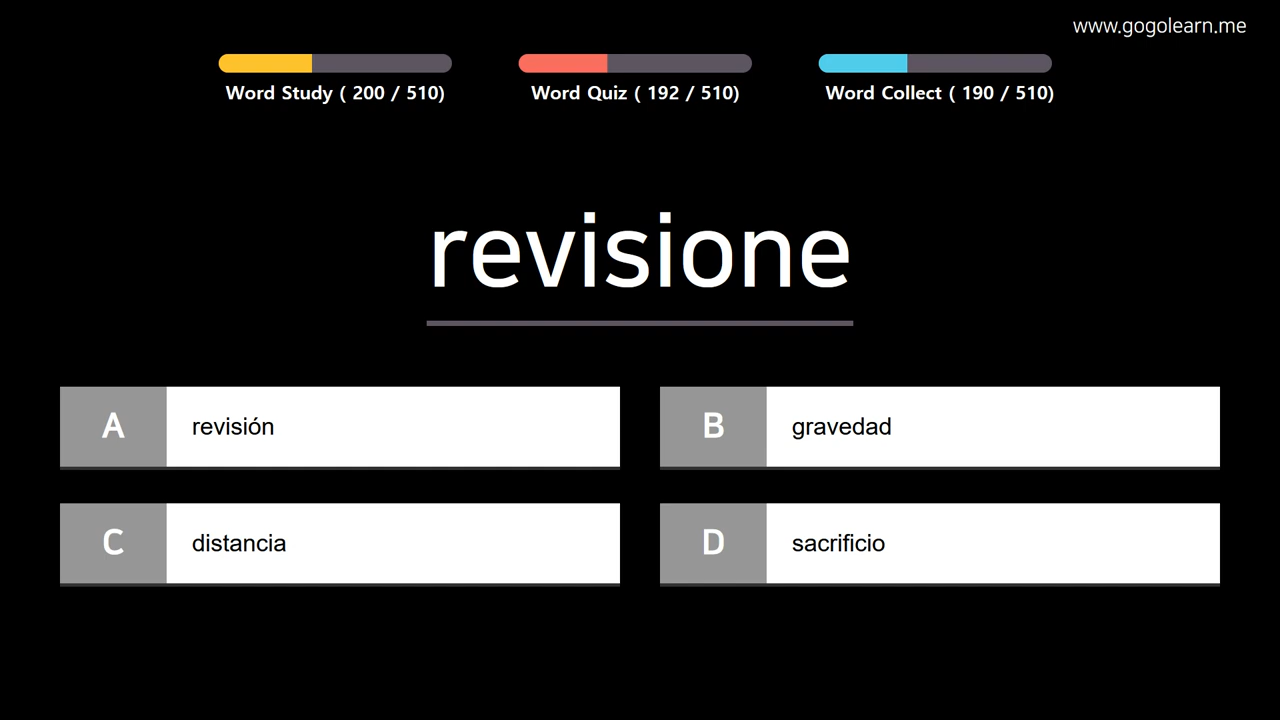 www.gogolearn.me
Word Study ( 200 / 510)
Word Quiz ( 192 / 510)
Word Collect ( 190 / 510)
revisione
A revisión
B gravedad
C distancia
D sacrificio